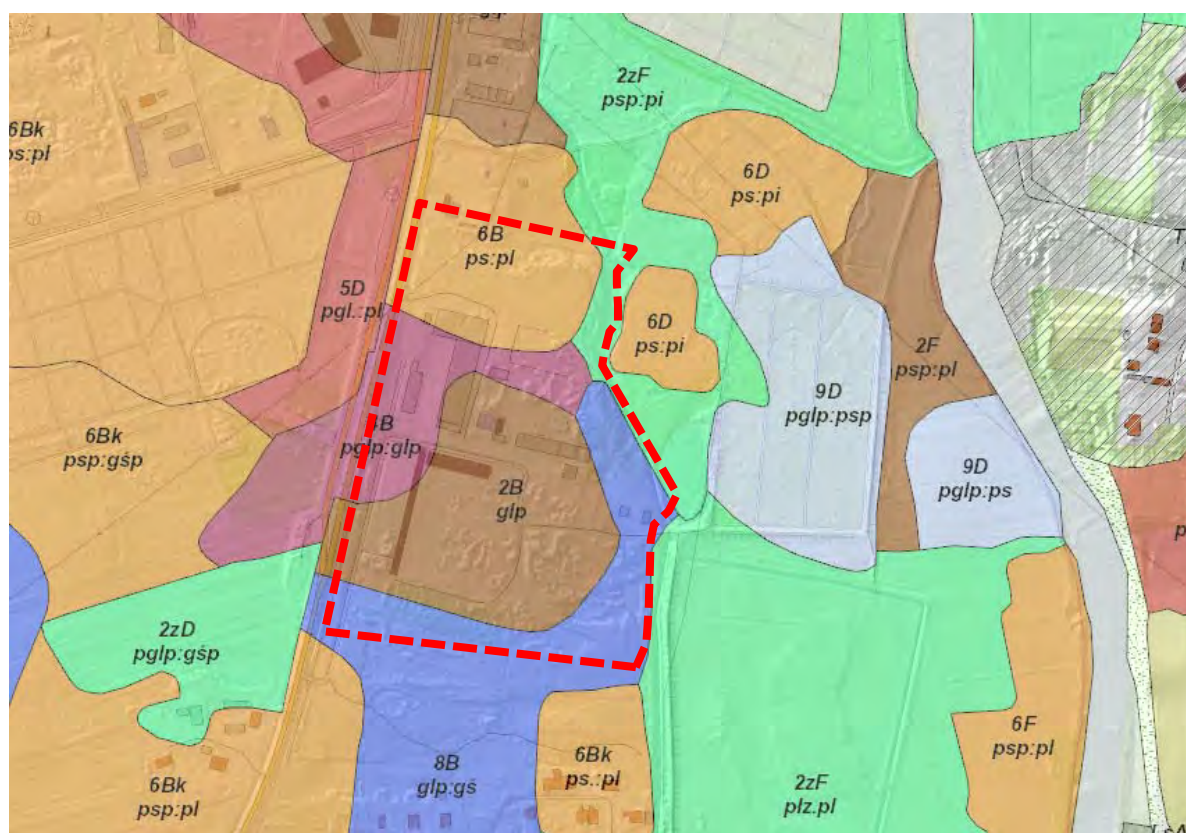 2zF
psp:pi
6Bk
ps:pl
6D
ps:pi
6B
ps:pl
5D
pgl.:pl
6D
ps:pi
2F
psp:pl
9D
pglp:psp
6Bk
psp:gśp
pglp:glp
9D
pglp:ps
2B
glp
2zD
pglp:gśp
6F
psp:pl
8B
glp:gś
6Bk
ps.:pl
6Bk
psp:pl
2zF
płz.pl